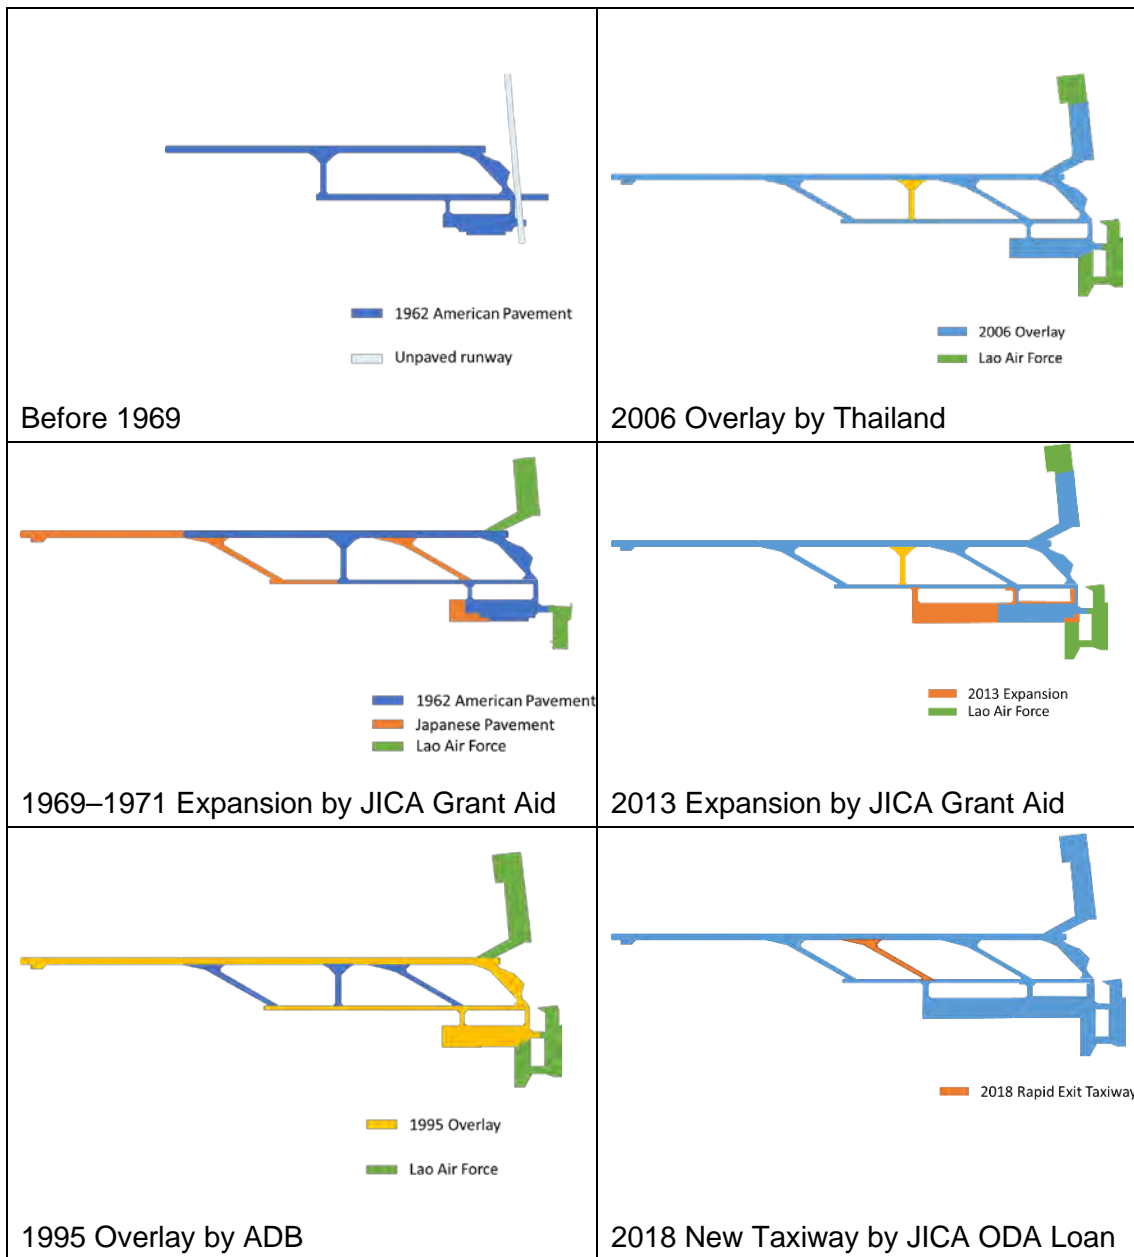 1962 American Pavement
Unpaved runway
Before 1969
2006 Overlay
Lao Air Force
2006 Overlay by Thailand
1962 American Pavement
Japanese Pavement
Lao Air Force
1969–1971 Expansion by JICA Grant Aid
2013 Expansion
Lao Air Force
2013 Expansion by JICA Grant Aid
1995 Overlay
Lao Air Force
1995 Overlay by ADB
2018 Rapid Exit Taxiway
2018 New Taxiway by JICA ODA Loan